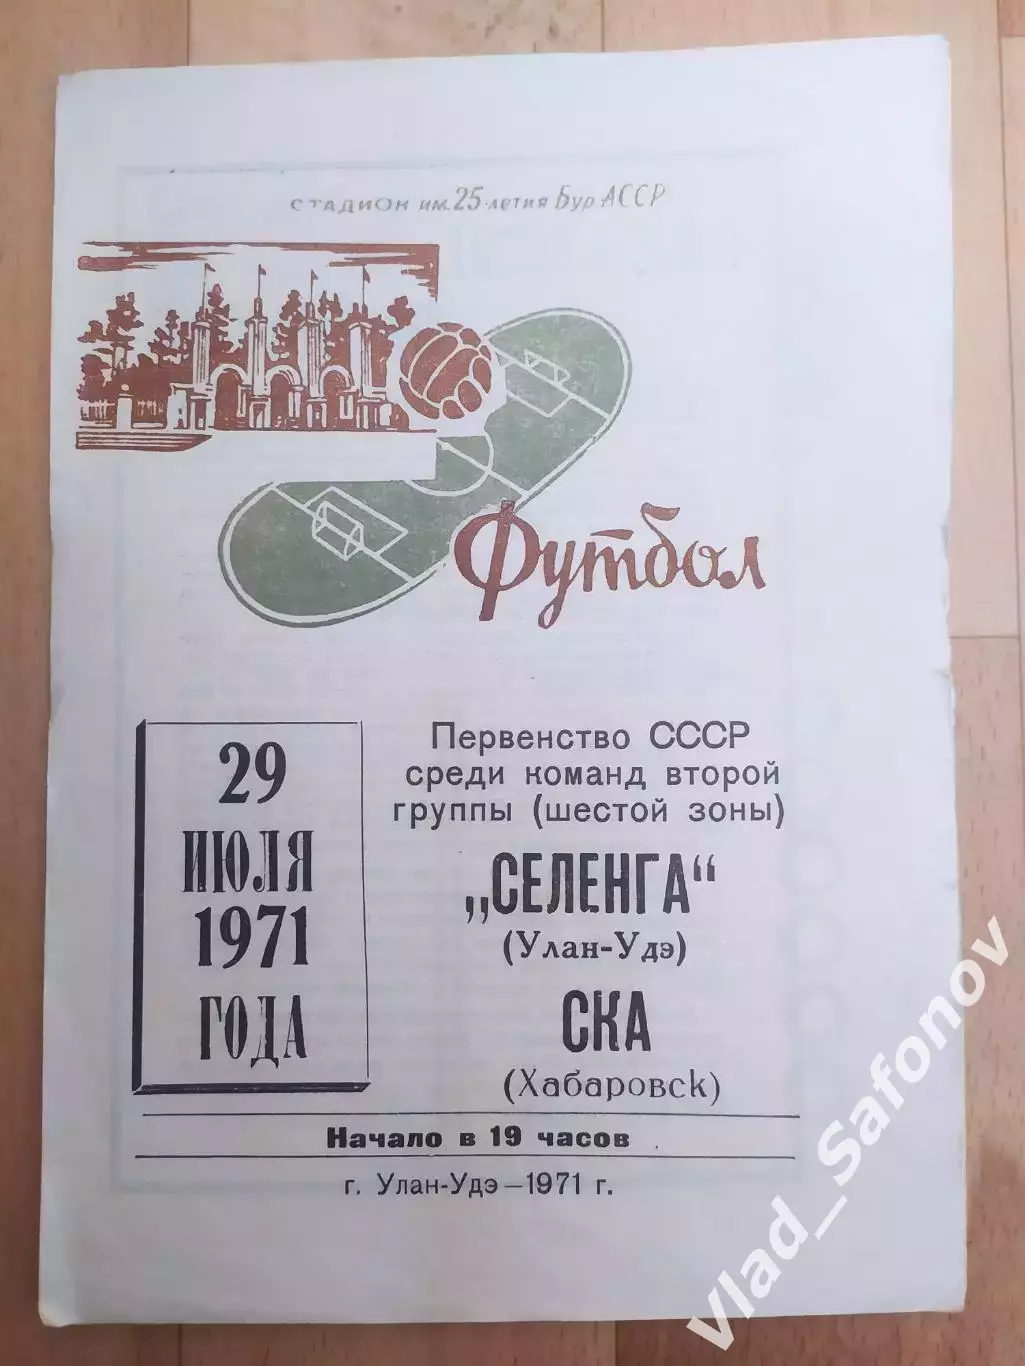 СТАДИОН им. 25-летия Бур АССР
Футбол
29
ИЮЛЯ
1971
ГОДА
Первенство СССР
среди команд второй
группы (шестой зоны)
„СЕЛЕНГА“
(Улан-Удэ)
СКА
(Хабаровск)
Начало в 19 часов
г. Улан-Удэ—1971 г.
Vlad_Safonov